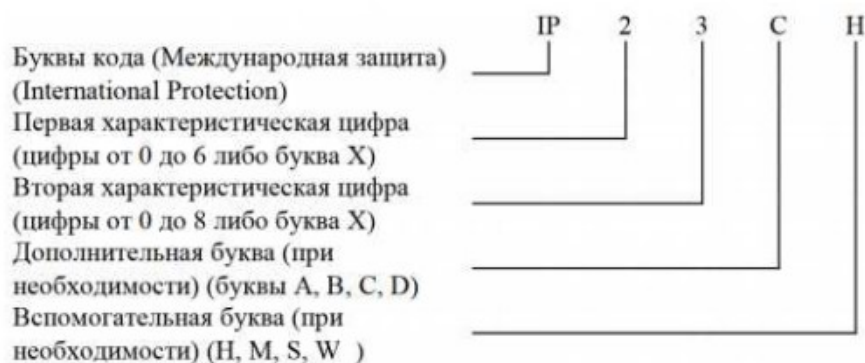 IP 2 3 C H
Буквы кода (Международная защита)
(International Protection)
Первая характеристическая цифра
(цифры от 0 до 6 либо буква X)
Вторая характеристическая цифра
(цифры от 0 до 8 либо буква X)
Дополнительная буква (при
необходимости) (буквы A, B, C, D)
Вспомогательная буква (при
необходимости) (H, M, S, W )